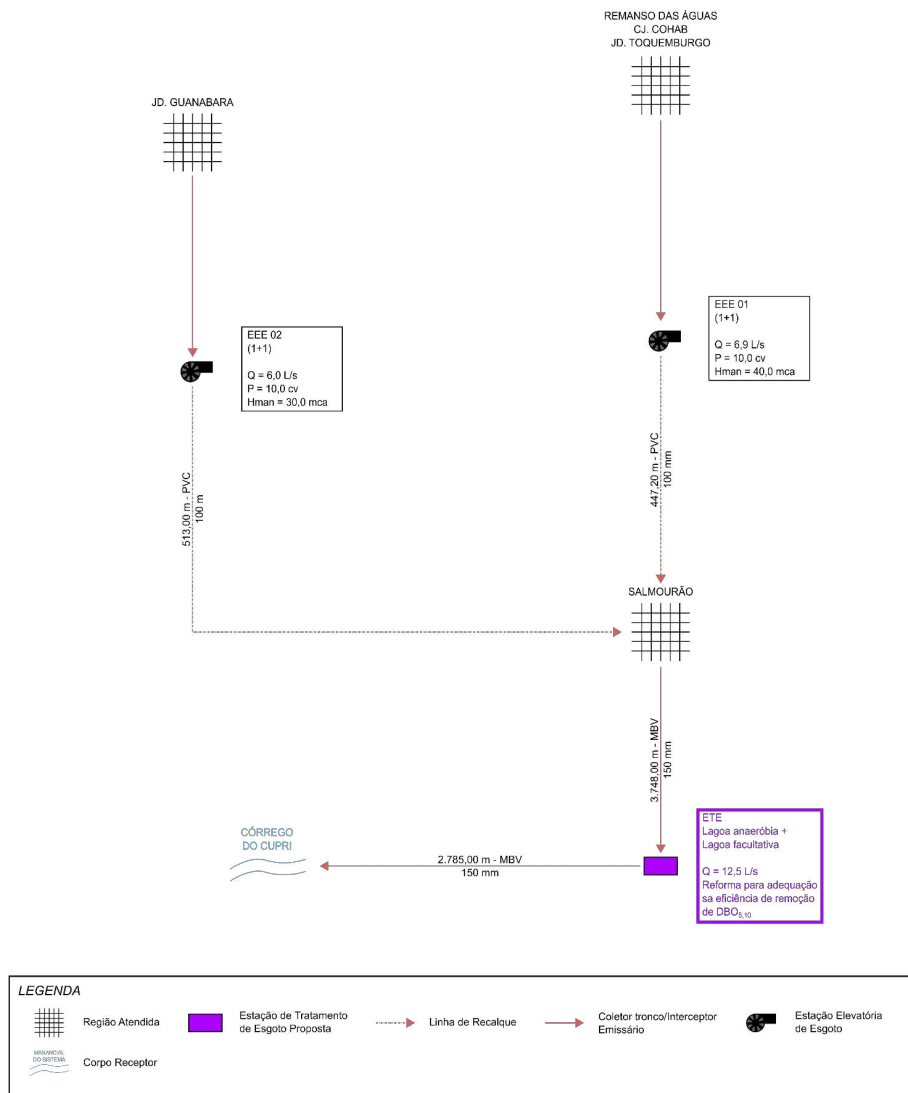 REMANSO DAS ÁGUAS
CJ. COHAB
JD. TOQUEMBURGO
JD. GUANABARA
EEE 01
(1+1)
Q = 6,9 L/s
P = 10,0 cv
Hman = 40,0 mca
EEE 02
(1+1)
Q = 6,0 L/s
P = 10,0 cv
Hman = 30,0 mca
513,00 m - PVC
100 m
447,20 m - PVC
100 mm
SALMOURÃO
3.748,00 m - MBV
150 mm
ETE
Lagoa anaeróbia +
Lagoa facultativa
Q = 12,5 L/s
Reforma para adequação
sa eficiência de remoção
de DBO5,10
CÓRREGO
DO CUPRI
2.785,00 m - MBV
150 mm
LEGENDA
Região Atendida
Estação de Tratamento
de Esgoto Proposta
Linha de Recalque
Coletor tronco/Interceptor
Emissário
Estação Elevatória
de Esgoto
MANANCIAL
DO SISTEMA
Corpo Receptor